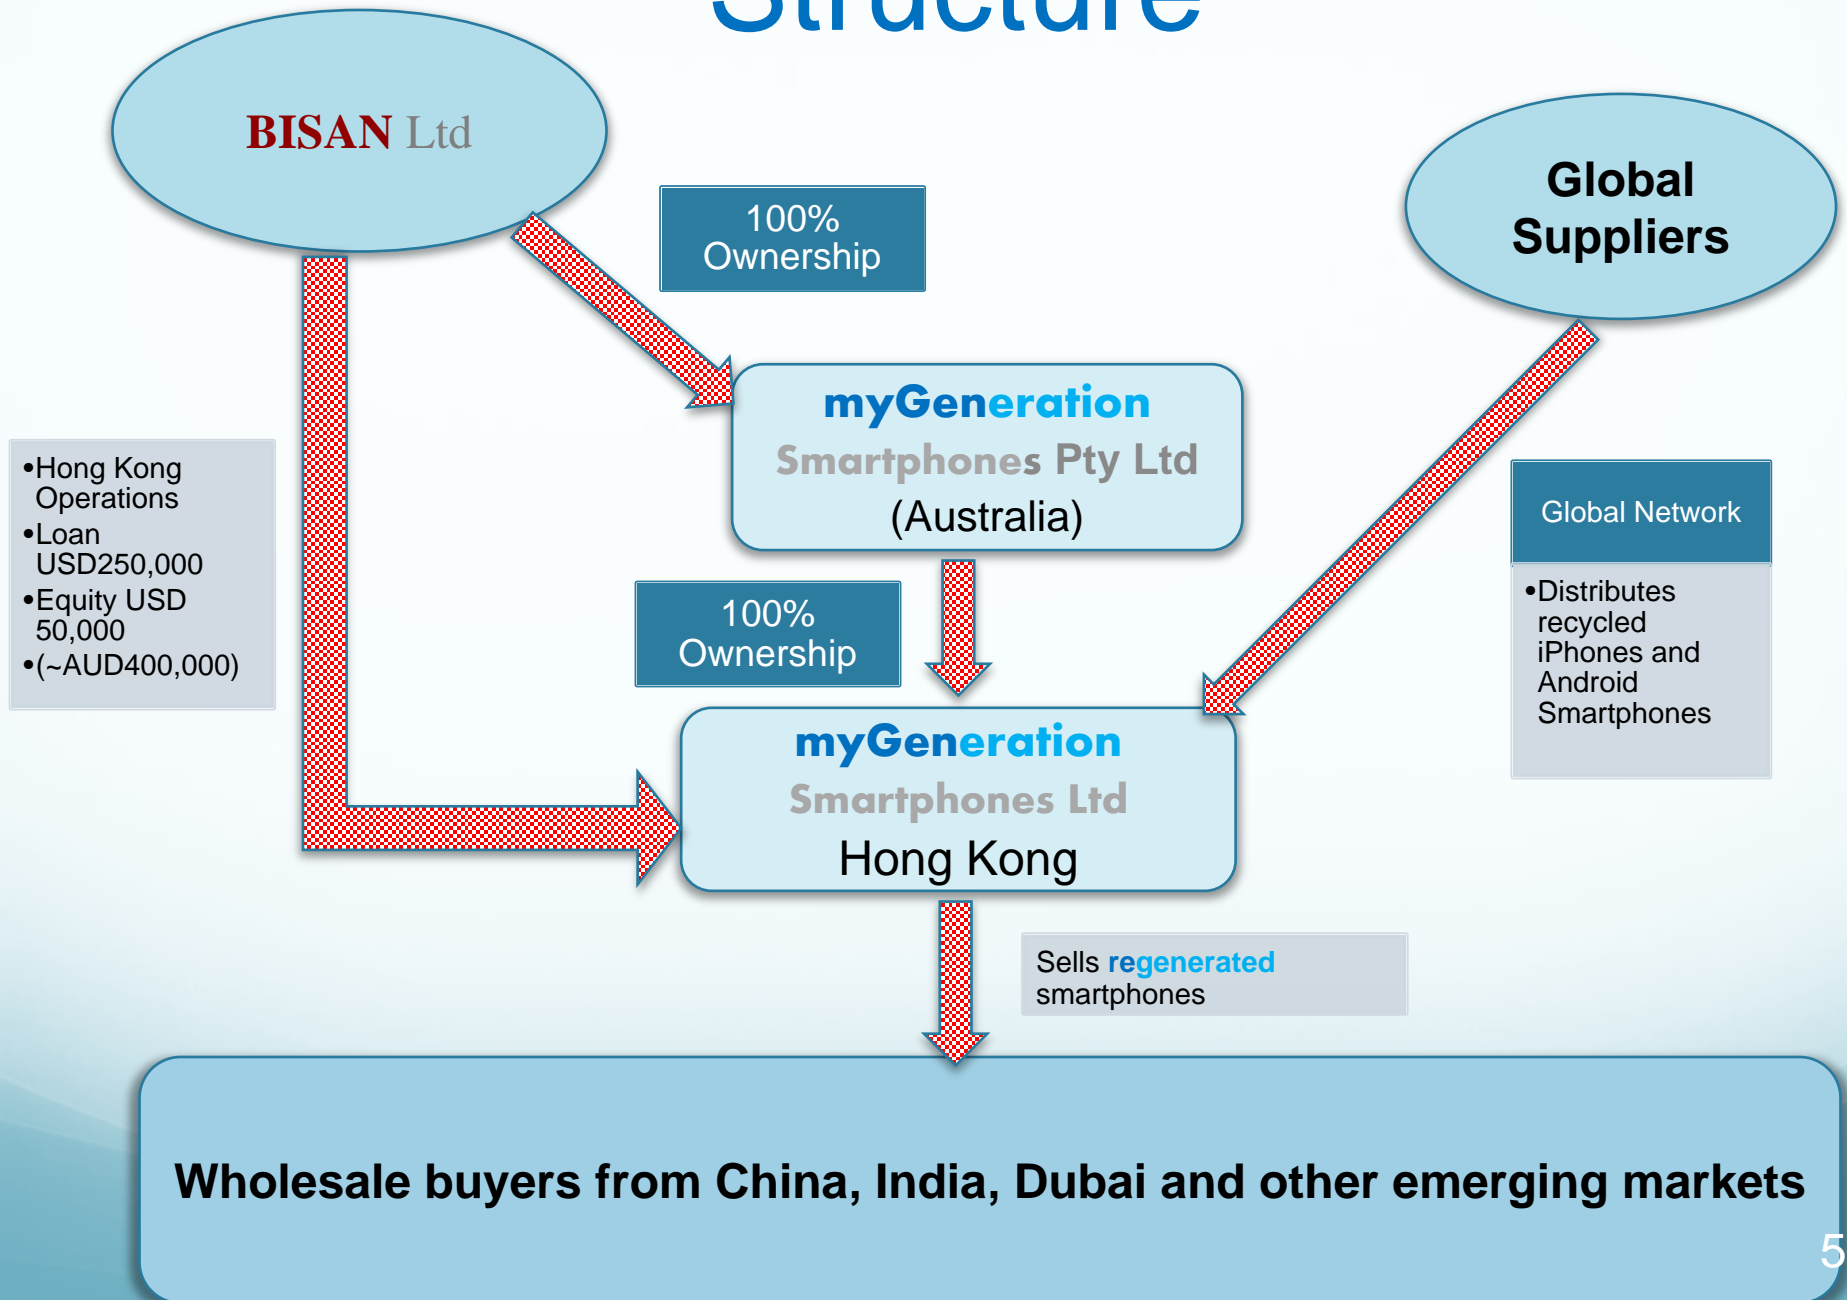 Structure
BISAN Ltd
100%
Ownership
Global
Suppliers
myGeneration
Smartphones Pty Ltd
(Australia)
•Hong Kong
Operations
•Loan
USD250,000
•Equity USD
50,000
•(~AUD400,000)
Global Network
•Distributes
recycled
iPhones and
Android
Smartphones
100%
Ownership
myGeneration
Smartphones Ltd
Hong Kong
Sells regenerated
smartphones
Wholesale buyers from China, India, Dubai and other emerging markets
5